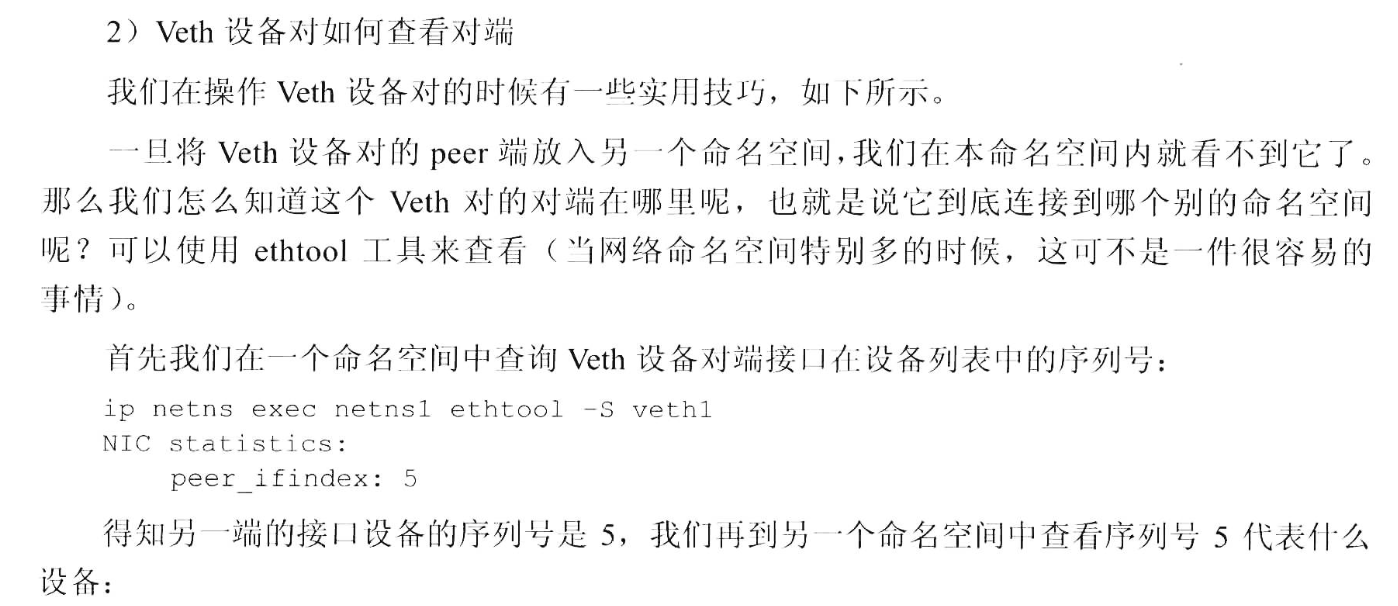 2）Veth 设备对如何查看对端
我们在操作 Veth 设备对的时候有一些实用技巧，如下所示。
一旦将 Veth 设备对的 peer 端放入另一个命名空间，我们在本命名空间内就看不到它了。
那么我们怎么知道这个 Veth 对的对端在哪里呢，也就是说它到底连接到哪个别的命名空间
呢？可以使用 ethtool 工具来查看（当网络命名空间特别多的时候，这可不是一件很容易的
事情）。
首先我们在一个命名空间中查询 Veth 设备对端接口在设备列表中的序列号：
ip netns exec netns1 ethtool -S veth1
NIC statistics:
peer_ifindex: 5
得知另一端的接口设备的序列号是 5，我们再到另一个命名空间中查看序列号 5 代表什么
设备：